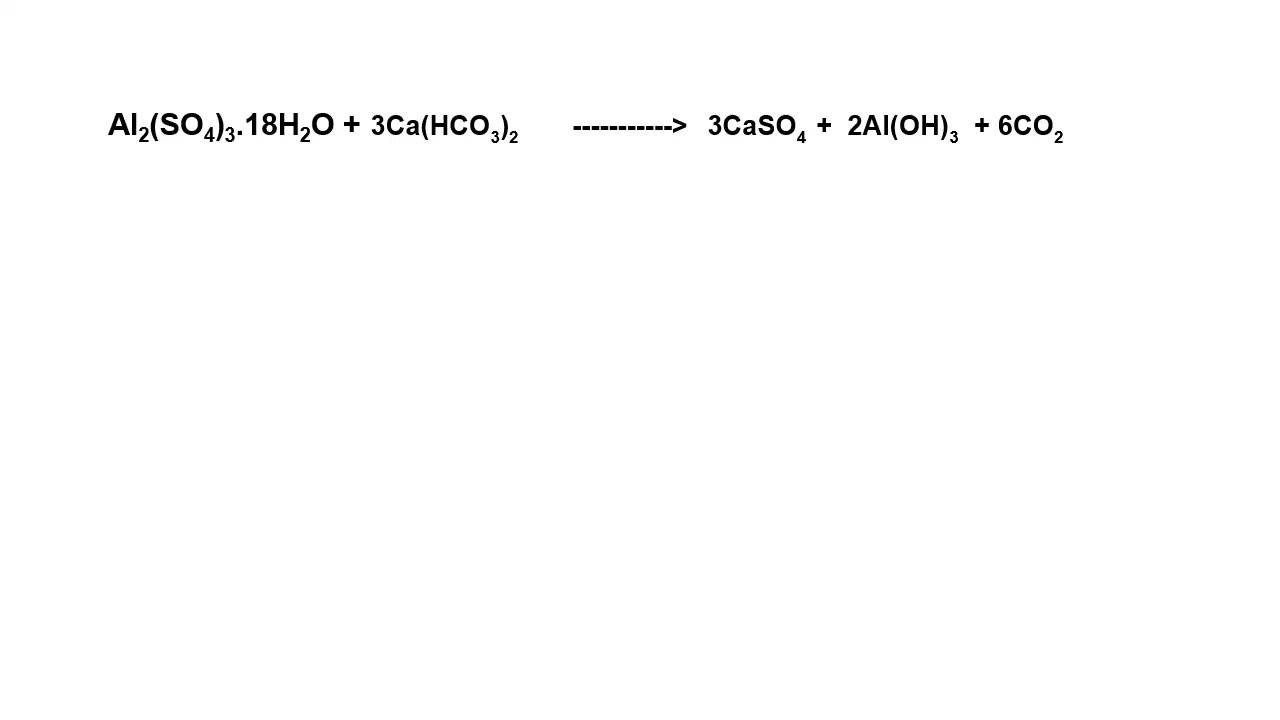 Al₂(SO₄)₃.18H₂O + 3Ca(HCO₃)₂ -----------> 3CaSO₄ + 2Al(OH)₃ + 6CO₂